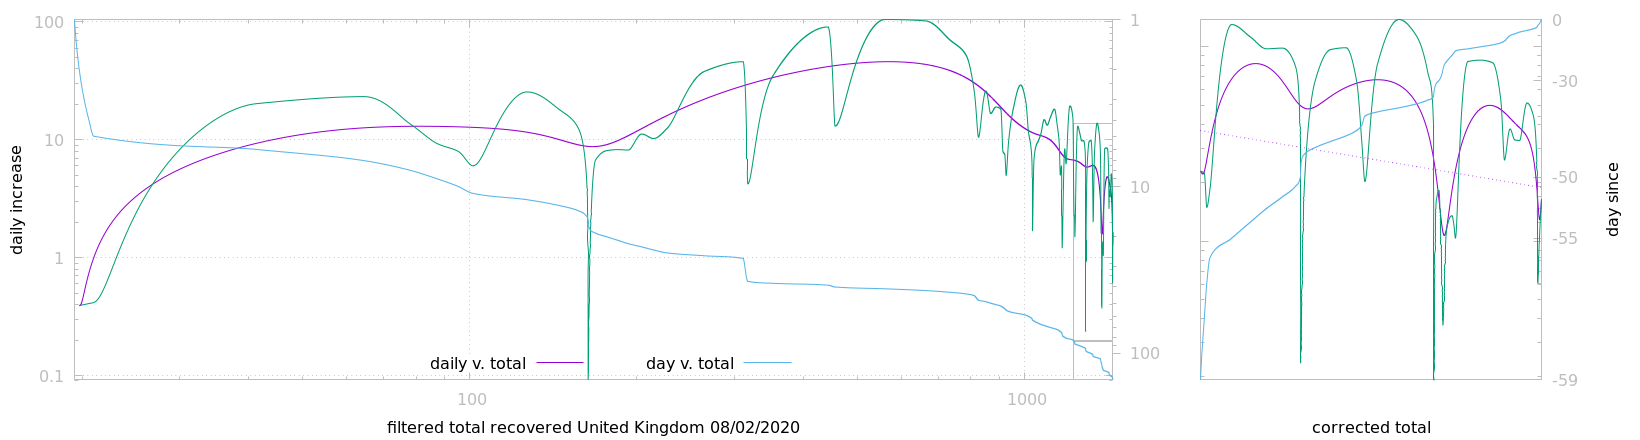 100
10
1
0.1
daily increase
daily v. total
day v. total
100
1000
filtered total recovered United Kingdom 08/02/2020
1
10
100
0
-30
-50
-55
-59
day since
corrected total